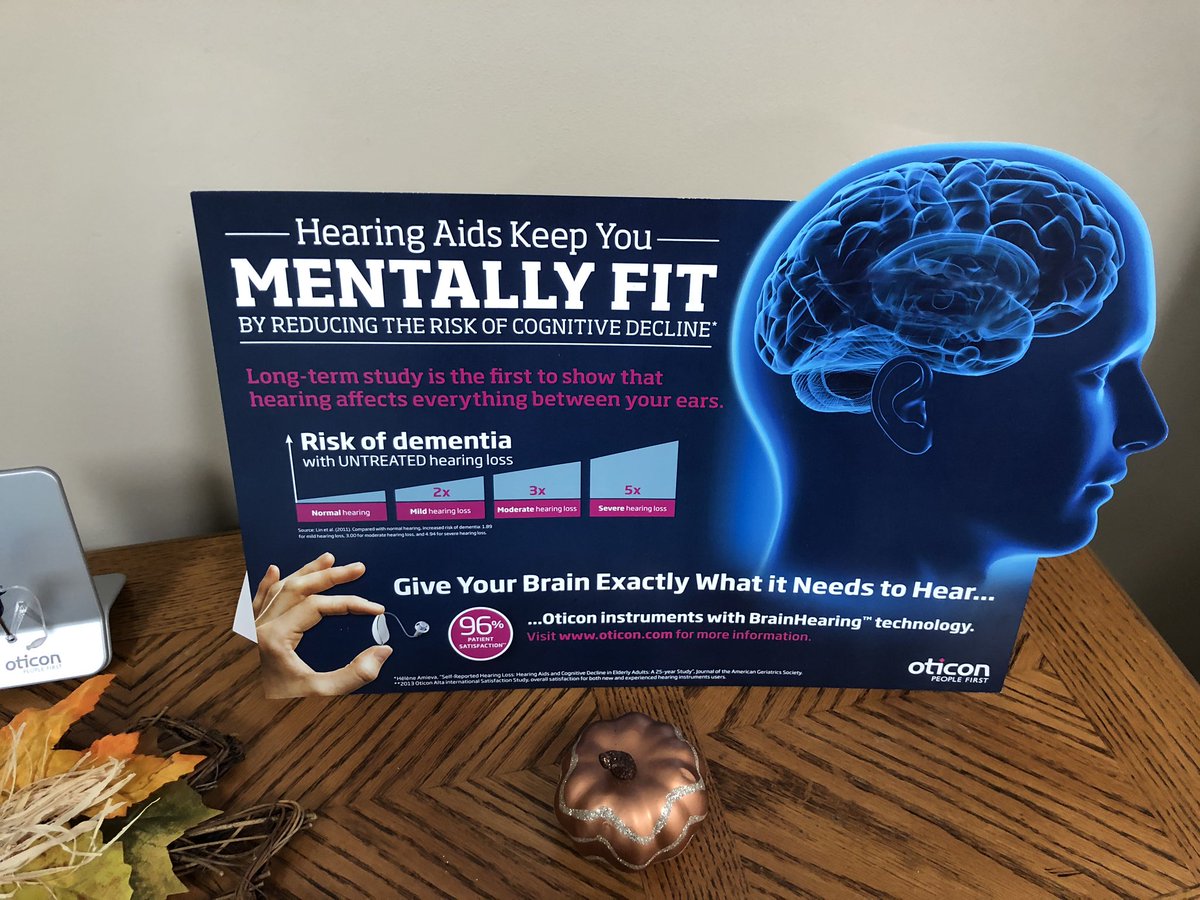 Hearing Aids Keep You
MENTALLY FIT
BY REDUCING THE RISK OF COGNITIVE DECLINE*
Long-term study is the first to show that
hearing affects everything between your ears.
Risk of dementia
with UNTREATED hearing loss
2x
3x
5x
Normal hearing
Mild hearing loss
Moderate hearing loss
Severe hearing loss
Source: Lin et al. (2011). Compared with normal hearing, increased risk of dementia: 1.89
for mild hearing loss, 3.00 for moderate hearing loss, and 4.94 for severe hearing loss.
Give Your Brain Exactly What it Needs to Hear...
96%
PATIENT
SATISFACTION**
...Oticon instruments with BrainHearing™ technology.
Visit www.oticon.com for more information.
*Hélène Amieva, "Self-Reported Hearing Loss: Hearing Aids and Cognitive Decline in Elderly Adults: A 25-year Study", Journal of the American Geriatrics Society.
**2013 Oticon Alta International Satisfaction Study, overall satisfaction for both new and experienced hearing instruments users.
oticon
PEOPLE FIRST
oticon
PEOPLE FIRST